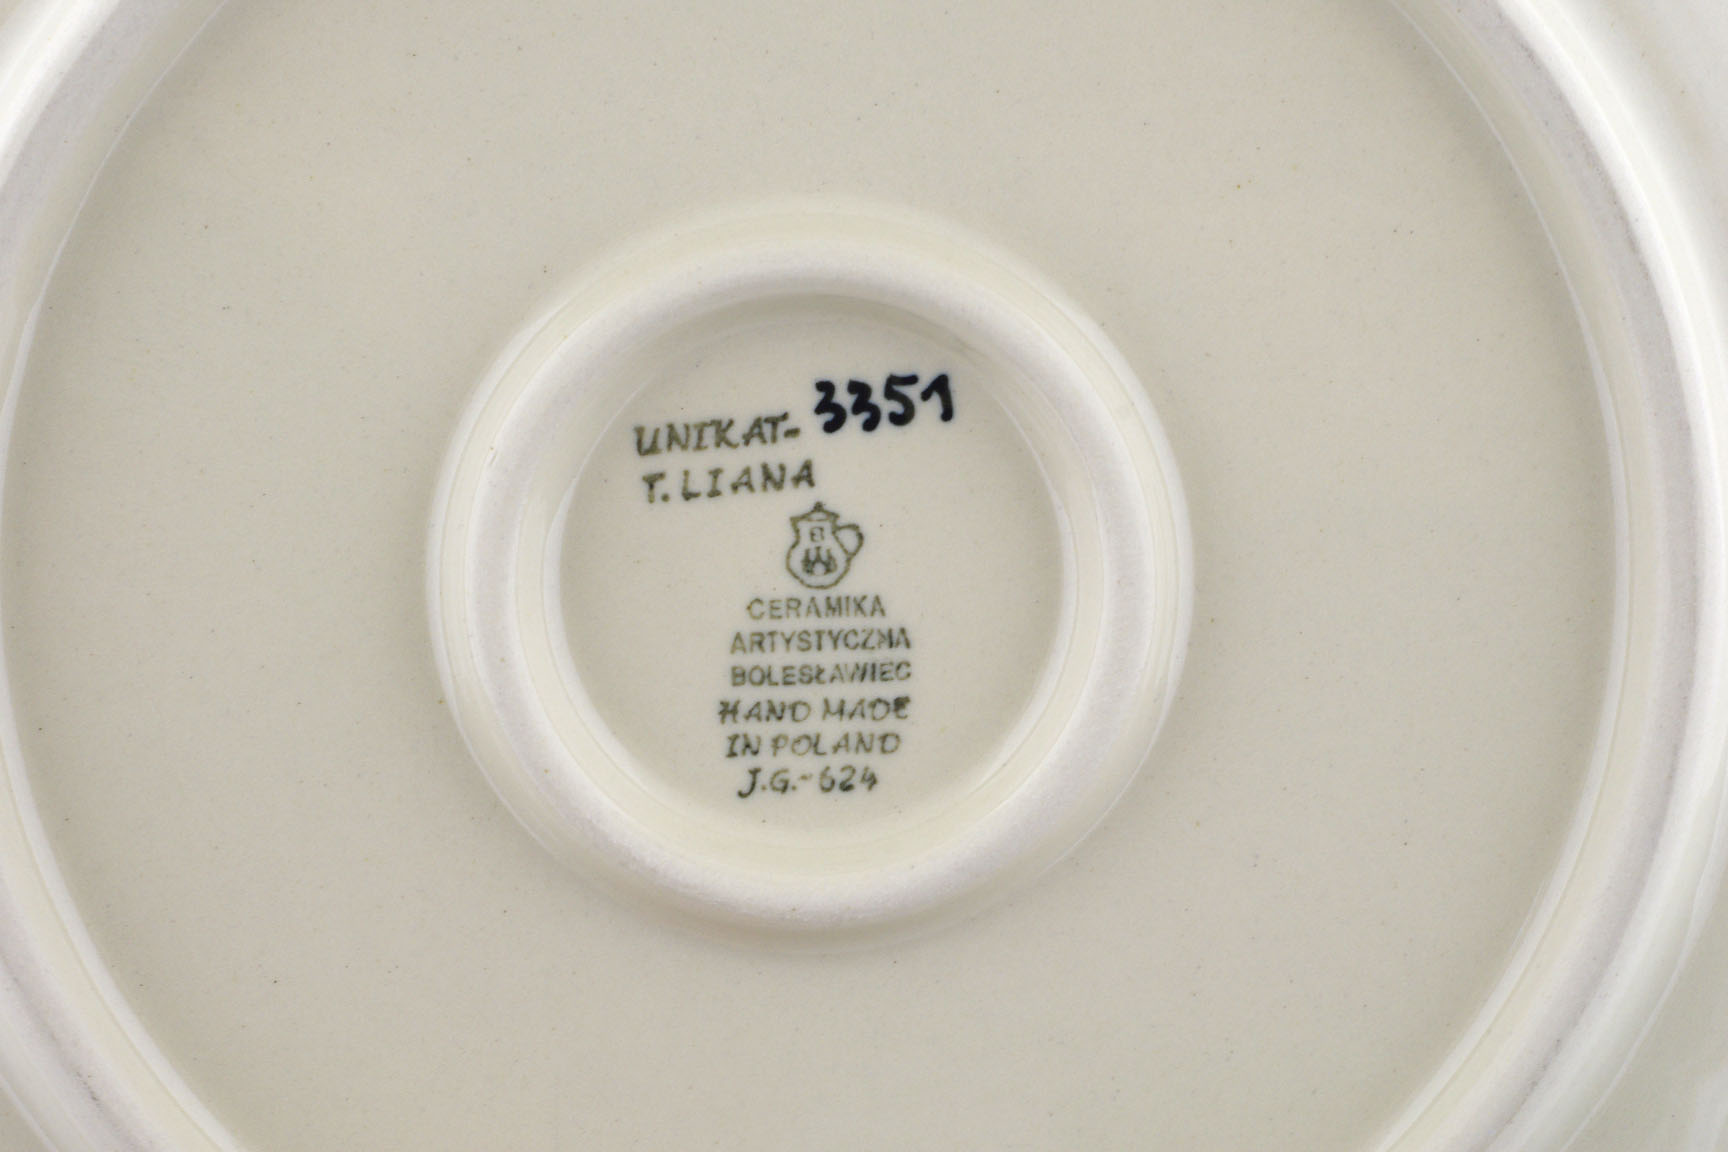 UNIKAT- 3351
T. LIANA
B
CERAMIKA
ARTYSTYCZNA
BOLESŁAWIEC
HAND MADE
IN POLAND
J.G.-624